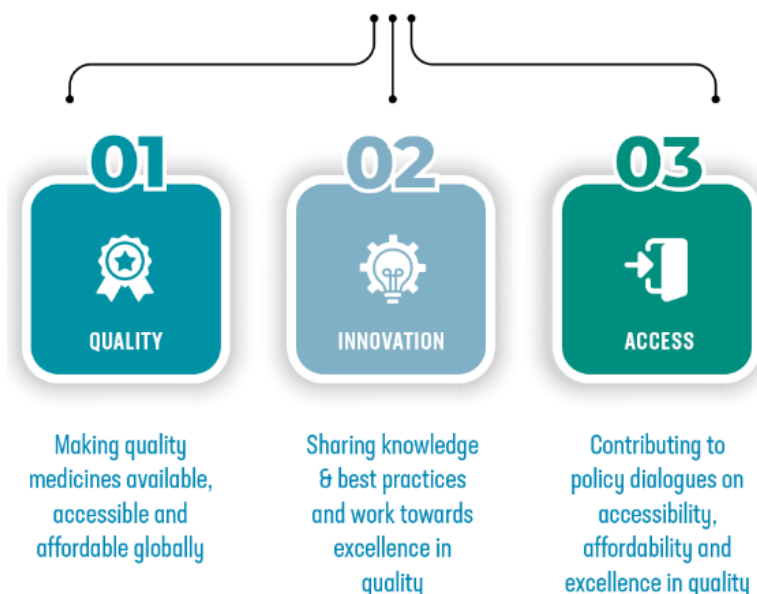 01
QUALITY
Making quality
medicines available,
accessible and
affordable globally
02
INNOVATION
Sharing knowledge
& best practices
and work towards
excellence in
quality
03
ACCESS
Contributing to
policy dialogues on
accessibility,
affordability and
excellence in quality